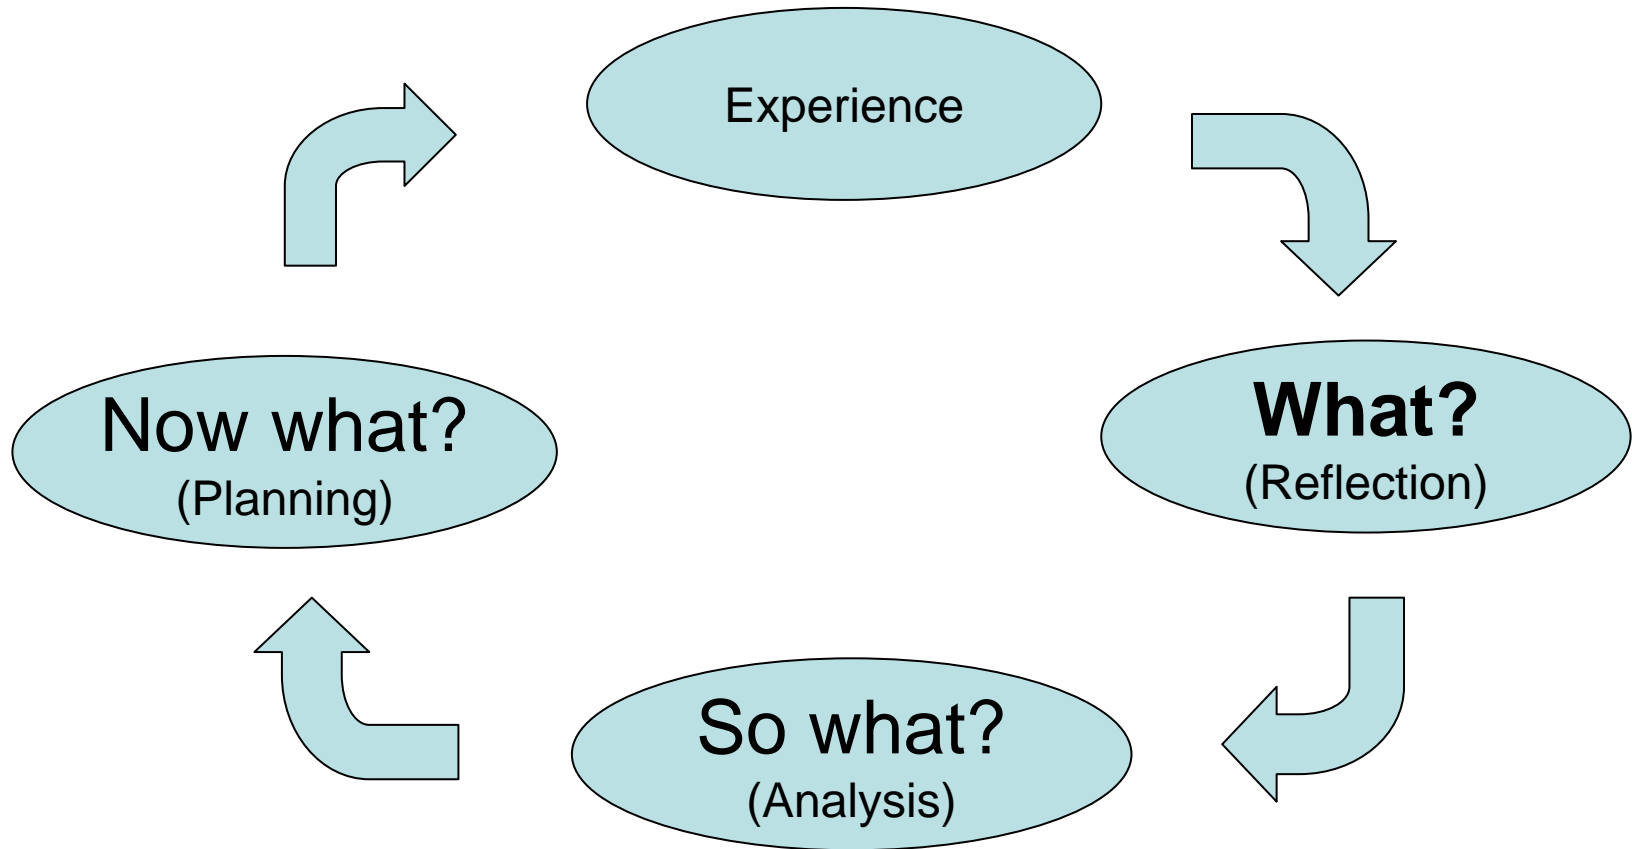 Experience
What?
(Reflection)
So what?
(Analysis)
Now what?
(Planning)